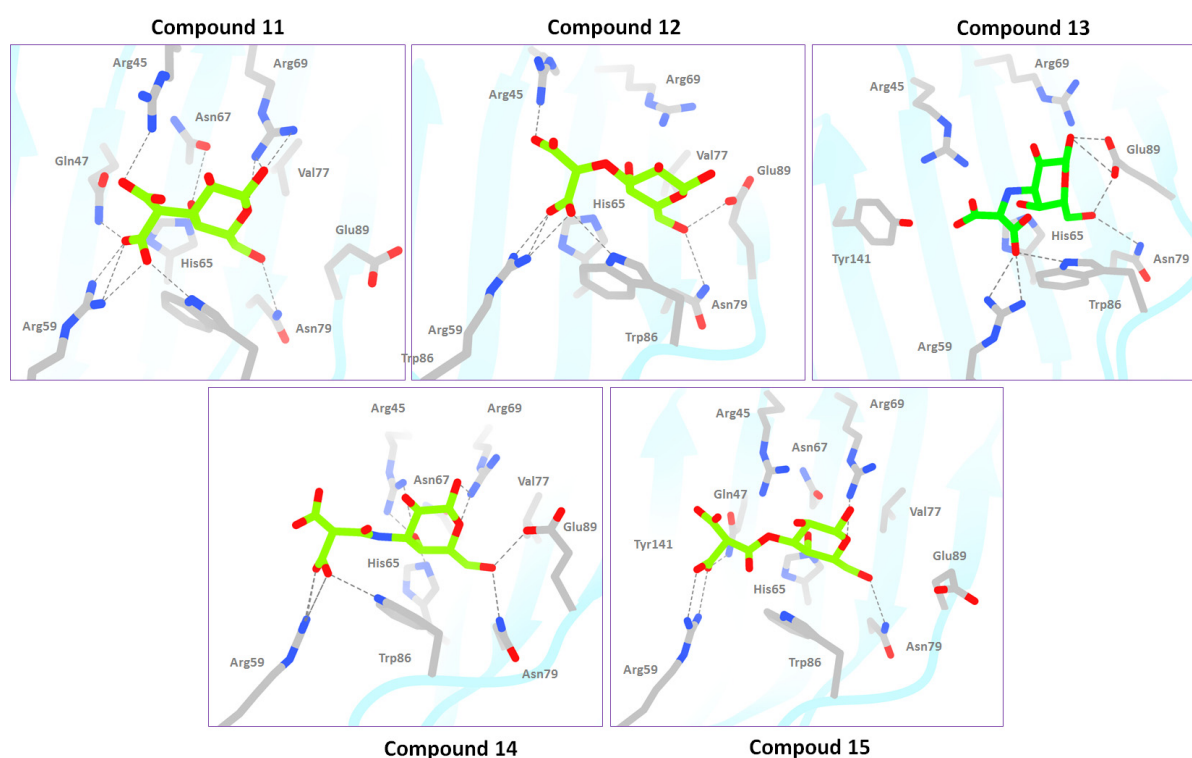 Compound 11
Compound 12
Compound 13
Arg45
Arg69
Asn67
Gln47
Val77
Glu89
His65
Arg59
Asn79
Trp86
Arg45
Arg69
Val77
Glu89
His65
Arg59
Asn79
Trp86
Arg69
Arg45
Glu89
Tyr141
His65
Asn79
Arg59
Arg45
Arg69
Asn67
Val77
Glu89
His65
Arg59
Trp86
Asn79
Arg69
Arg45
Asn67
Gln47
Val77
Tyr141
Glu89
His65
Arg59
Trp86
Asn79
Compound 14
Compoud 15